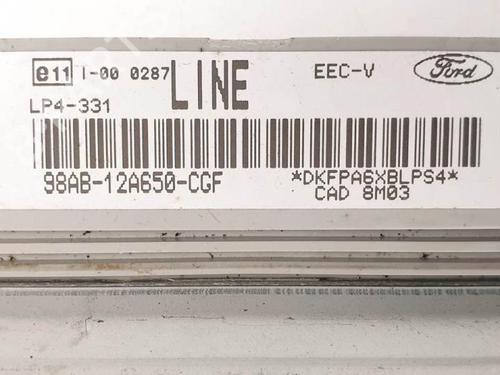 e11 I-00 0287 LINE EEC-V Ford
LP4-331
98AB-12A650-CGF *DKFPA6XBLPS4*
CAD 8M03